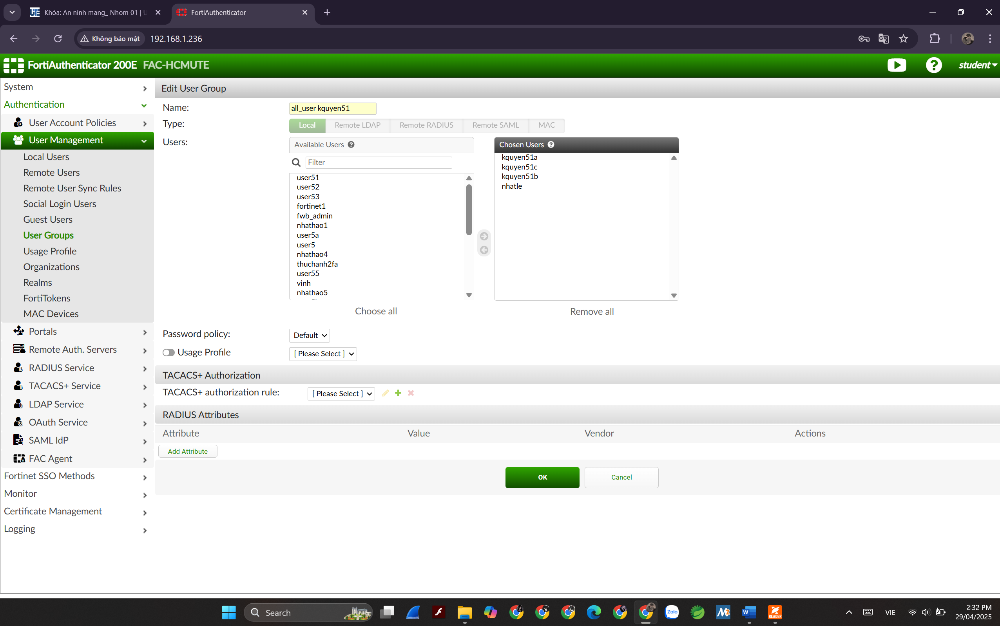 Khóa: An ninh mang_ Nhom 01 | U
FortiAuthenticator
Không bảo mật
192.168.1.236
FortiAuthenticator 200E FAC-HCMUTE
student
System
Authentication
User Account Policies
User Management
Local Users
Remote Users
Remote User Sync Rules
Social Login Users
Guest Users
User Groups
Usage Profile
Organizations
Realms
FortiTokens
MAC Devices
Portals
Remote Auth. Servers
RADIUS Service
TACACS+ Service
LDAP Service
OAuth Service
SAML IdP
FAC Agent
Fortinet SSO Methods
Monitor
Certificate Management
Logging
Edit User Group
Name: all_user kquyen51
Type: Local Remote LDAP Remote RADIUS Remote SAML MAC
Users:
Available Users
Filter
user51
user52
user53
fortinet1
fwb_admin
nhathao1
user5a
user5
nhathao4
thuchanh2fa
user55
vinh
nhathao5
Choose all
Chosen Users
kquyen51a
kquyen51c
kquyen51b
nhatle
Remove all
Password policy: Default
Usage Profile [ Please Select ]
TACACS+ Authorization
TACACS+ authorization rule: [ Please Select ]
RADIUS Attributes
Attribute Value Vendor Actions
Add Attribute
OK Cancel
Search
Zalo
READER
VIE
2:32 PM
29/04/2025